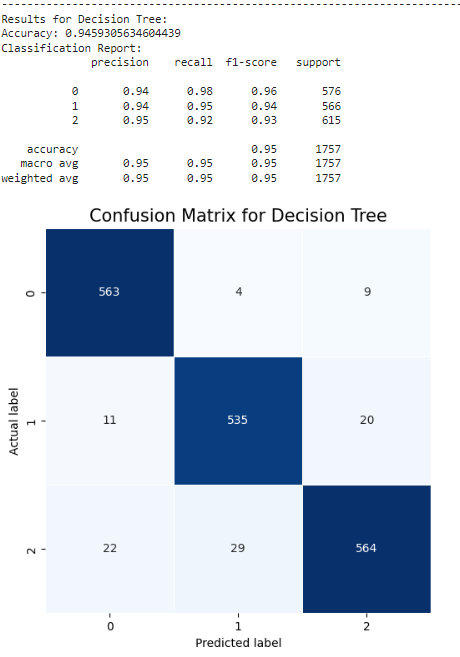 --------------------------------------------------------------------------------
Results for Decision Tree:
Accuracy: 0.9459305634604439
Classification Report:
precision recall f1-score support
0 0.94 0.98 0.96 576
1 0.94 0.95 0.94 566
2 0.95 0.92 0.93 615
accuracy 0.95 1757
macro avg 0.95 0.95 0.95 1757
weighted avg 0.95 0.95 0.95 1757
Confusion Matrix for Decision Tree
0 563 4 9
1 11 535 20
2 22 29 564
Actual label
0 1 2
Predicted label